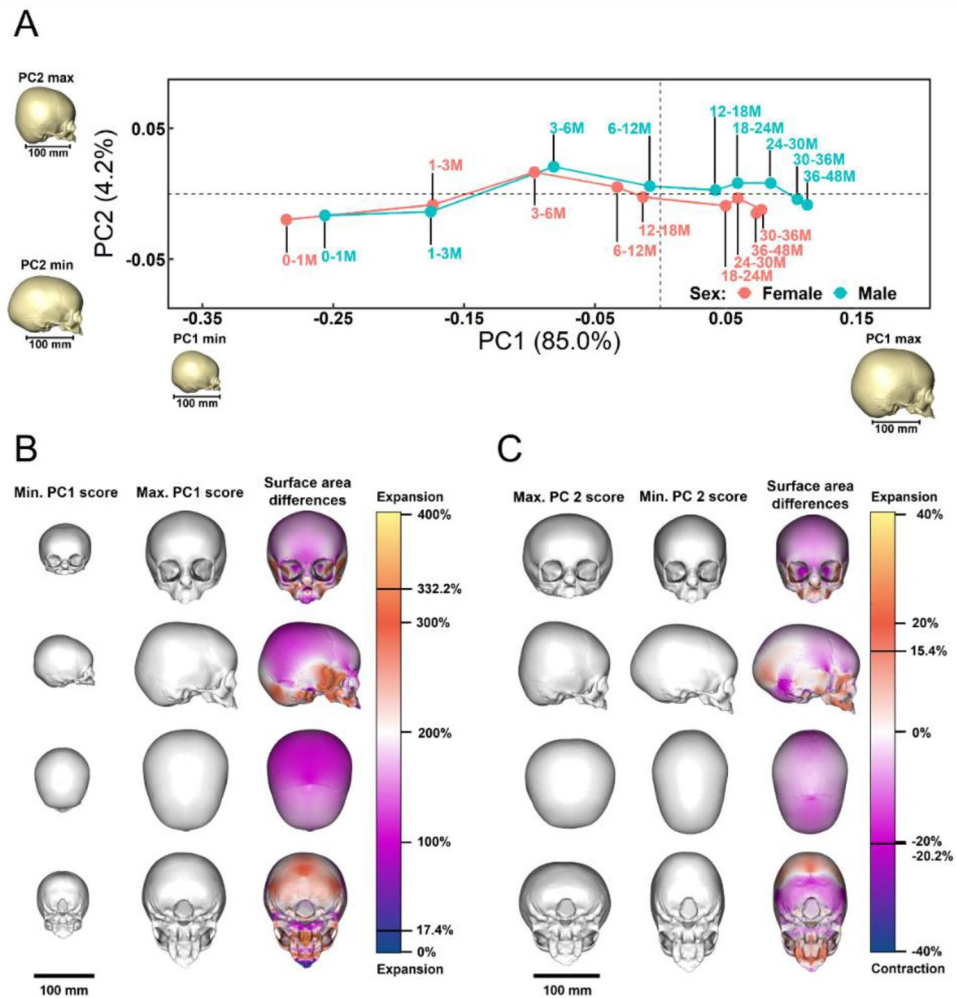 A
PC2 max
100 mm
PC2 min
100 mm
PC2 (4.2%)
0.05
-0.05
0-1M
0-1M
1-3M
1-3M
3-6M
3-6M
6-12M
6-12M
12-18M
12-18M
18-24M
18-24M
24-30M
24-30M
30-36M
36-48M
30-36M
36-48M
Sex: Female Male
-0.35 -0.25 -0.15 -0.05 0.05 0.15
PC1 (85.0%)
PC1 min
100 mm
PC1 max
100 mm
B
Min. PC1 score Max. PC1 score Surface area
differences
Expansion
400%
332.2%
300%
200%
100%
17.4%
0%
Expansion
100 mm
C
Max. PC 2 score Min. PC 2 score Surface area
differences
Expansion
40%
20%
15.4%
0%
-20%
-20.2%
-40%
Contraction
100 mm